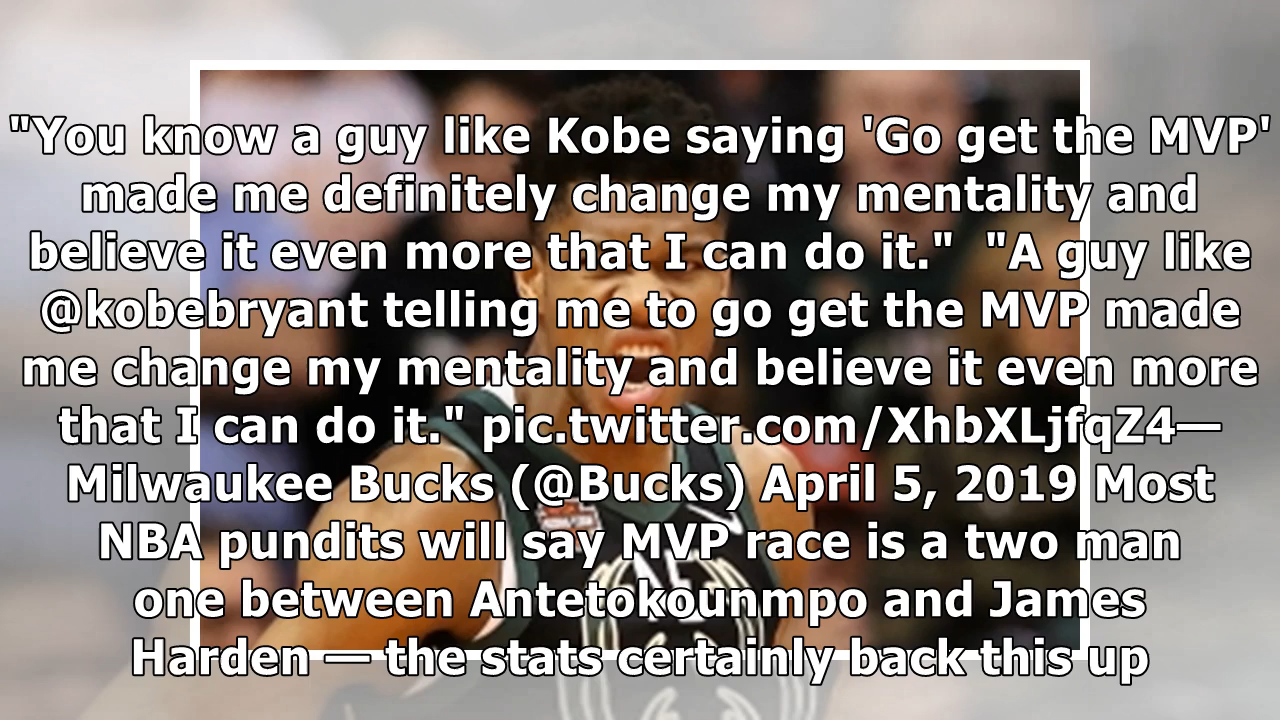 "You know a guy like Kobe saying 'Go get the MVP'
made me definitely change my mentality and
believe it even more that I can do it."  "A guy like
@kobebryant telling me to go get the MVP made
me change my mentality and believe it even more
that I can do it." pic.twitter.com/XhbXLjfqZ4—
Milwaukee Bucks (@Bucks) April 5, 2019 Most
NBA pundits will say MVP race is a two man
one between Antetokounmpo and James
Harden — the stats certainly back this up